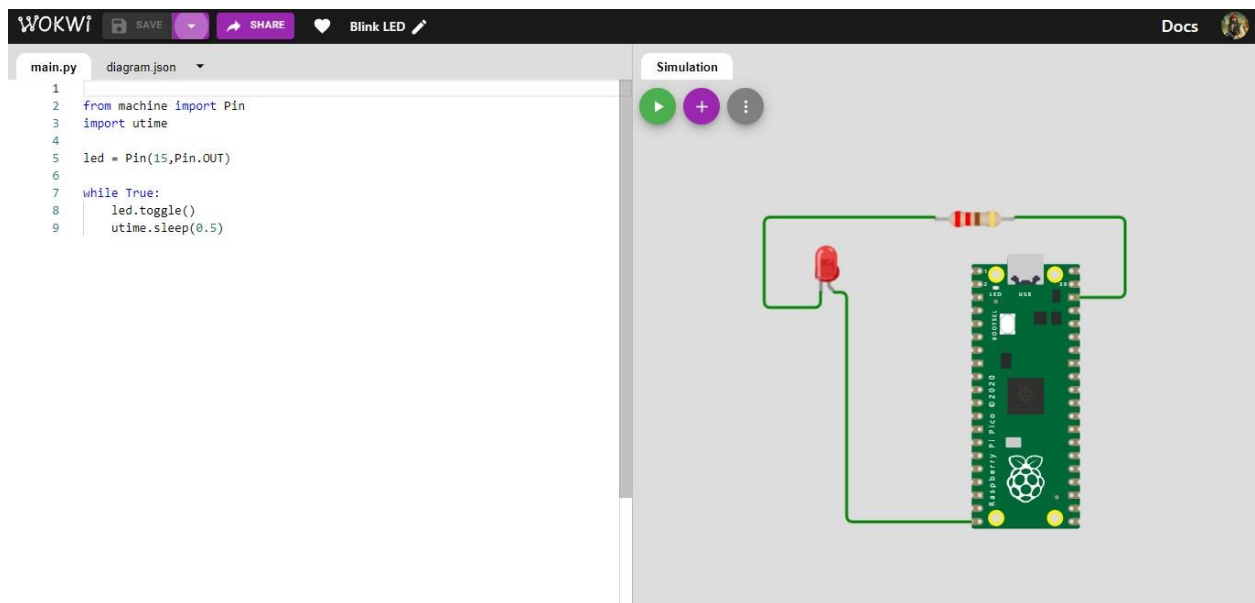 WOKWi SAVE SHARE Blink LED Docs
main.py diagram.json
1
2 from machine import Pin
3 import utime
4
5 led = Pin(15,Pin.OUT)
6
7 while True:
8 led.toggle()
9 utime.sleep(0.5)
Simulation
LED USB
BOOTSEL
Raspberry Pi Pico ©2020